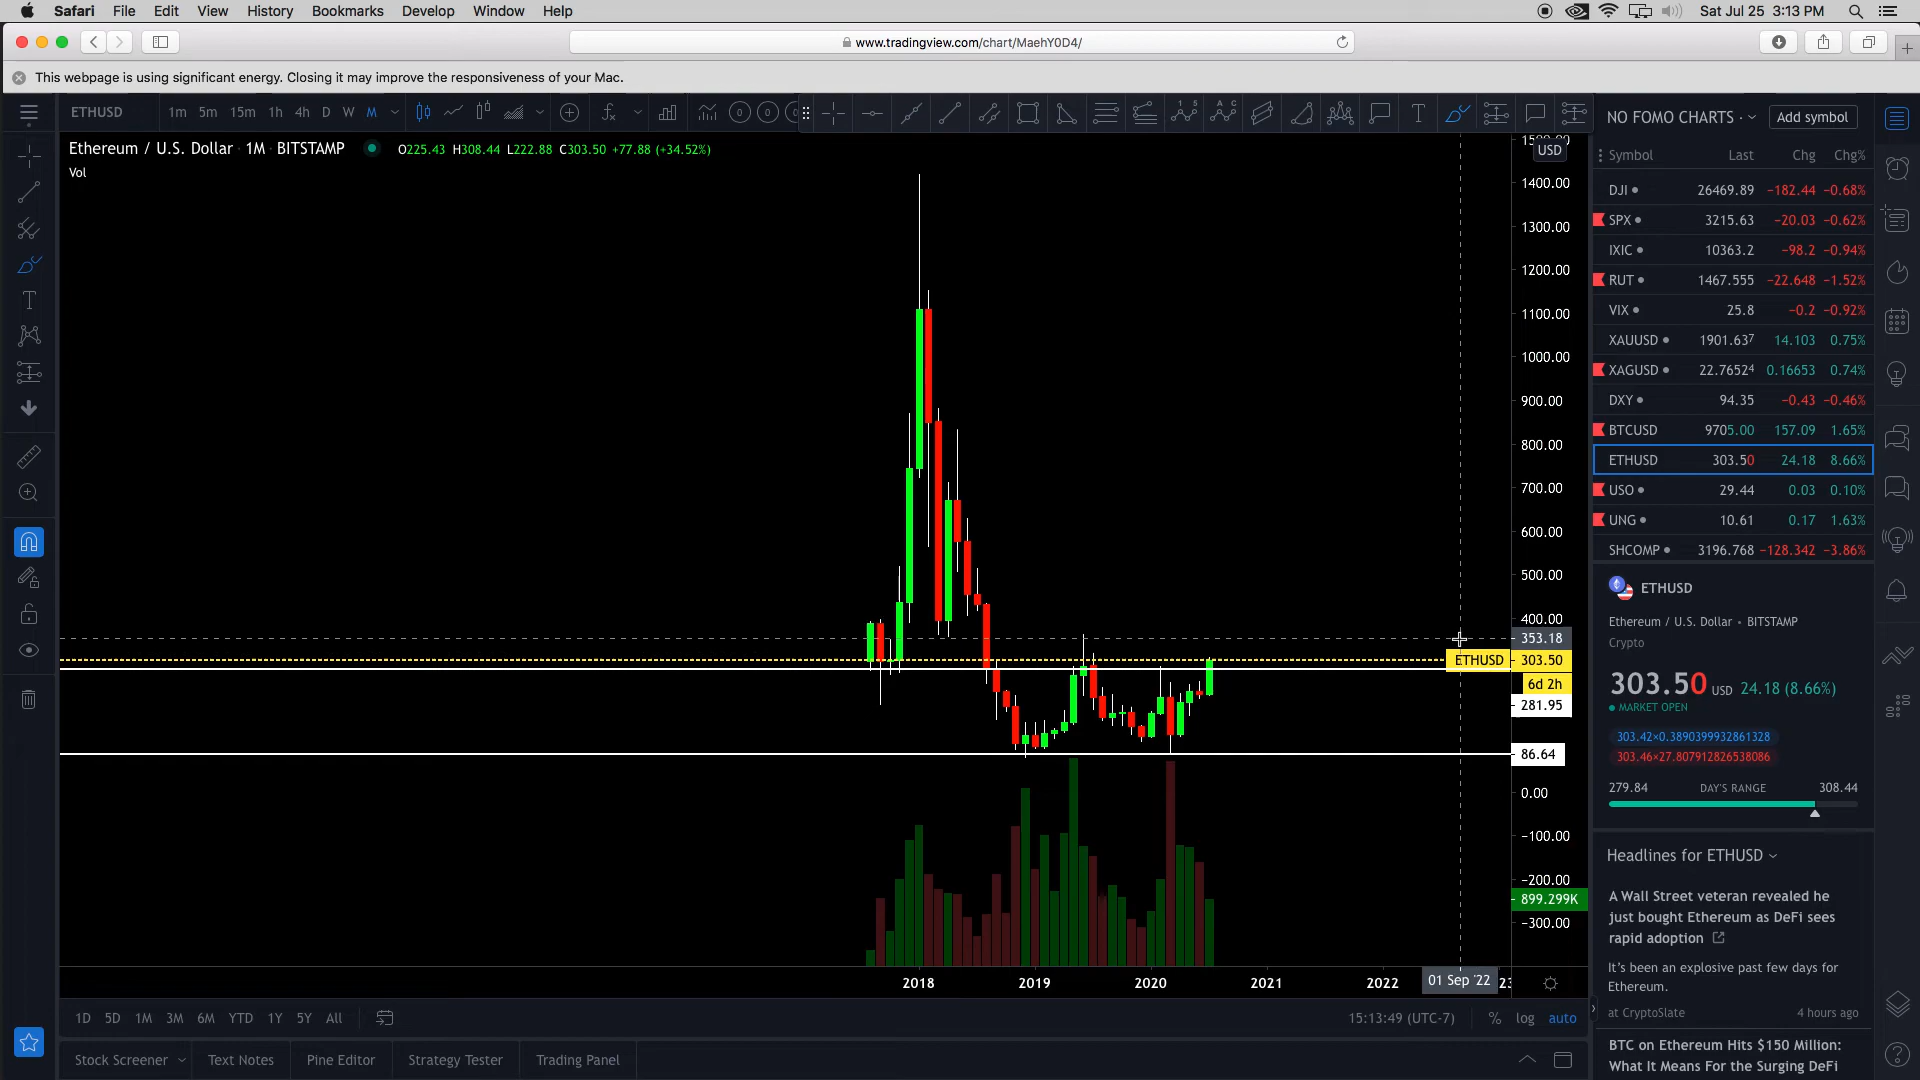 Safari File Edit View History Bookmarks Develop Window Help
Sat Jul 25 3:13 PM
www.tradingview.com/chart/MaehY0D4/
This webpage is using significant energy. Closing it may improve the responsiveness of your Mac.
ETHUSD 1m 5m 15m 1h 4h D W M
Ethereum / U.S. Dollar 1M BITSTAMP O225.43 H308.44 L222.88 C303.50 +77.88 (+34.52%)
Vol
USD
1400.00
1300.00
1200.00
1100.00
1000.00
900.00
800.00
700.00
600.00
500.00
400.00
353.18
ETHUSD 303.50
6d 2h
281.95
86.64
0.00
-100.00
-200.00
899.299K
-300.00
2018 2019 2020 2021 2022 01 Sep '22
1D 5D 1M 3M 6M YTD 1Y 5Y All
15:13:49 (UTC-7) % log auto
Stock Screener Text Notes Pine Editor Strategy Tester Trading Panel
NO FOMO CHARTS · Add symbol
Symbol Last Chg Chg%
DJI 26469.89 -182.44 -0.68%
SPX 3215.63 -20.03 -0.62%
IXIC 10363.2 -98.2 -0.94%
RUT 1467.555 -22.648 -1.52%
VIX 25.8 -0.2 -0.92%
XAUUSD 1901.637 14.103 0.75%
XAGUSD 22.76524 0.16653 0.74%
DXY 94.35 -0.43 -0.46%
BTCUSD 9705.00 157.09 1.65%
ETHUSD 303.50 24.18 8.66%
USO 29.44 0.03 0.10%
UNG 10.61 0.17 1.63%
SHCOMP 3196.768 -128.342 -3.86%
ETHUSD
Ethereum / U.S. Dollar • BITSTAMP
Crypto
303.50 USD 24.18 (8.66%)
MARKET OPEN
303.42×0.3890399932861328
303.46×27.807912826538086
279.84 DAY'S RANGE 308.44
Headlines for ETHUSD
A Wall Street veteran revealed he
just bought Ethereum as DeFi sees
rapid adoption
It's been an explosive past few days for
Ethereum.
at CryptoSlate 4 hours ago
BTC on Ethereum Hits $150 Million:
What It Means For the Surging DeFi